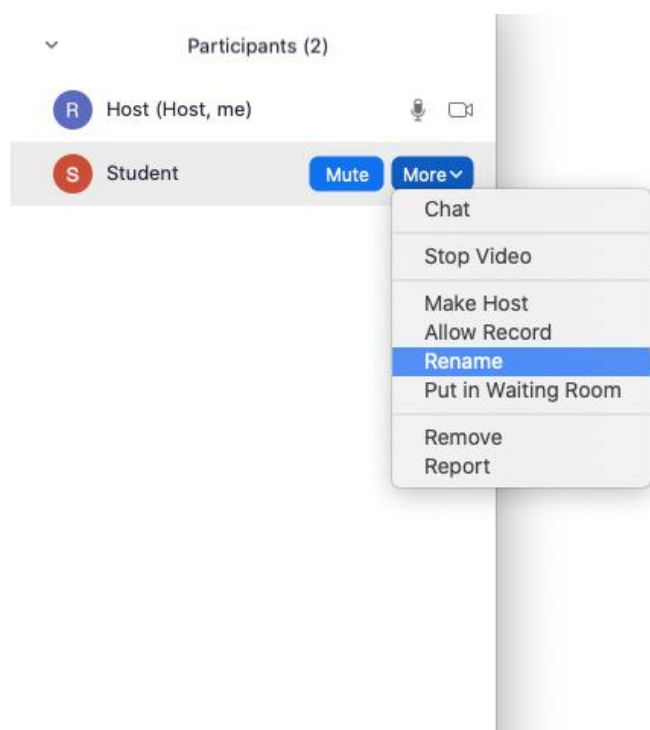 Participants (2)
R Host (Host, me)
S Student Mute More
Chat
Stop Video
Make Host
Allow Record
Rename
Put in Waiting Room
Remove
Report